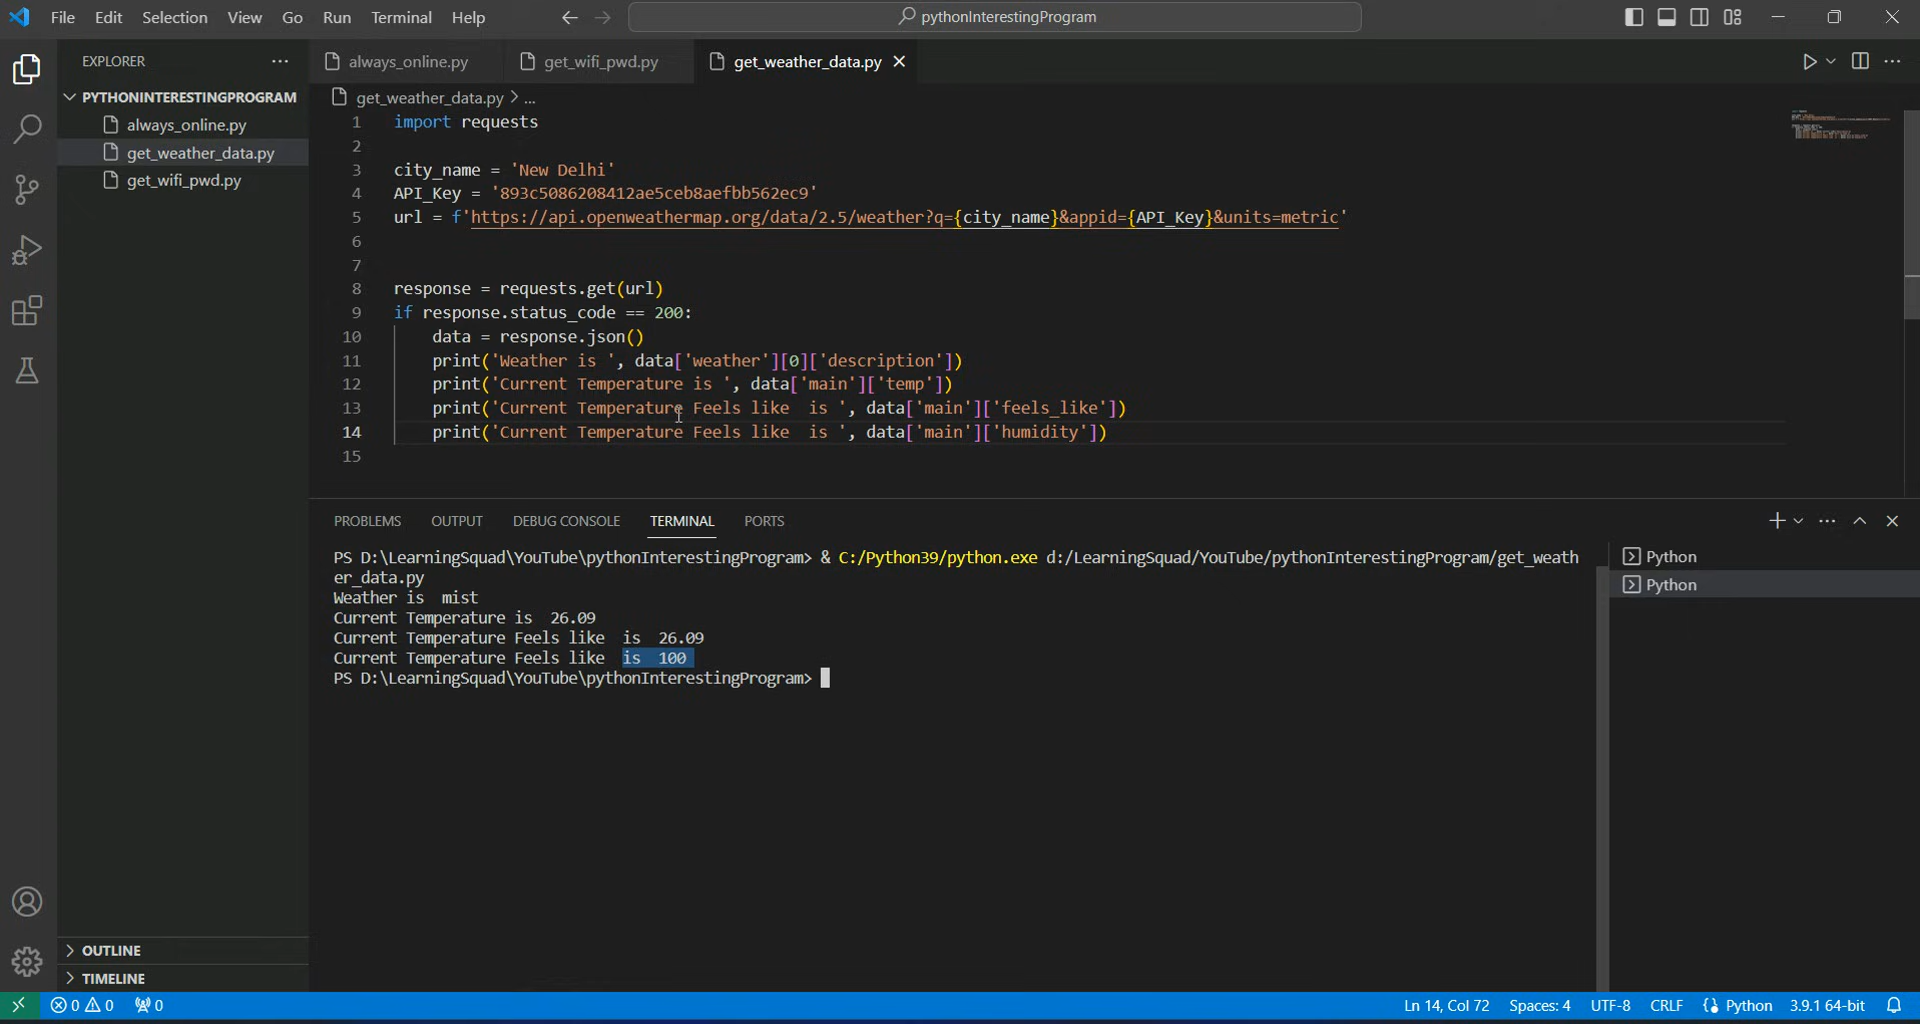 File Edit Selection View Go Run Terminal Help pythonInterestingProgram
EXPLORER
PYTHONINTERESTINGPROGRAM
always_online.py
get_weather_data.py
get_wifi_pwd.py
OUTLINE
TIMELINE
always_online.py get_wifi_pwd.py get_weather_data.py
get_weather_data.py > ...
1 import requests
2
3 city_name = 'New Delhi'
4 API_Key = '893c5086208412ae5ceb8aefbb562ec9'
5 url = f'https://api.openweathermap.org/data/2.5/weather?q={city_name}&appid={API_Key}&units=metric'
6
7
8 response = requests.get(url)
9 if response.status_code == 200:
10 data = response.json()
11 print('Weather is ', data['weather'][0]['description'])
12 print('Current Temperature is ', data['main']['temp'])
13 print('Current Temperature Feels like  is ', data['main']['feels_like'])
14 print('Current Temperature Feels like  is ', data['main']['humidity'])
15
PROBLEMS OUTPUT DEBUG CONSOLE TERMINAL PORTS
PS D:\LearningSquad\YouTube\pythonInterestingProgram> & C:/Python39/python.exe d:/LearningSquad/YouTube/pythonInterestingProgram/get_weath
er_data.py
Weather is  mist
Current Temperature is  26.09
Current Temperature Feels like  is  26.09
Current Temperature Feels like  is  100
PS D:\LearningSquad\YouTube\pythonInterestingProgram>
Python
Python
0 0 0 Ln 14, Col 72 Spaces: 4 UTF-8 CRLF Python 3.9.1 64-bit